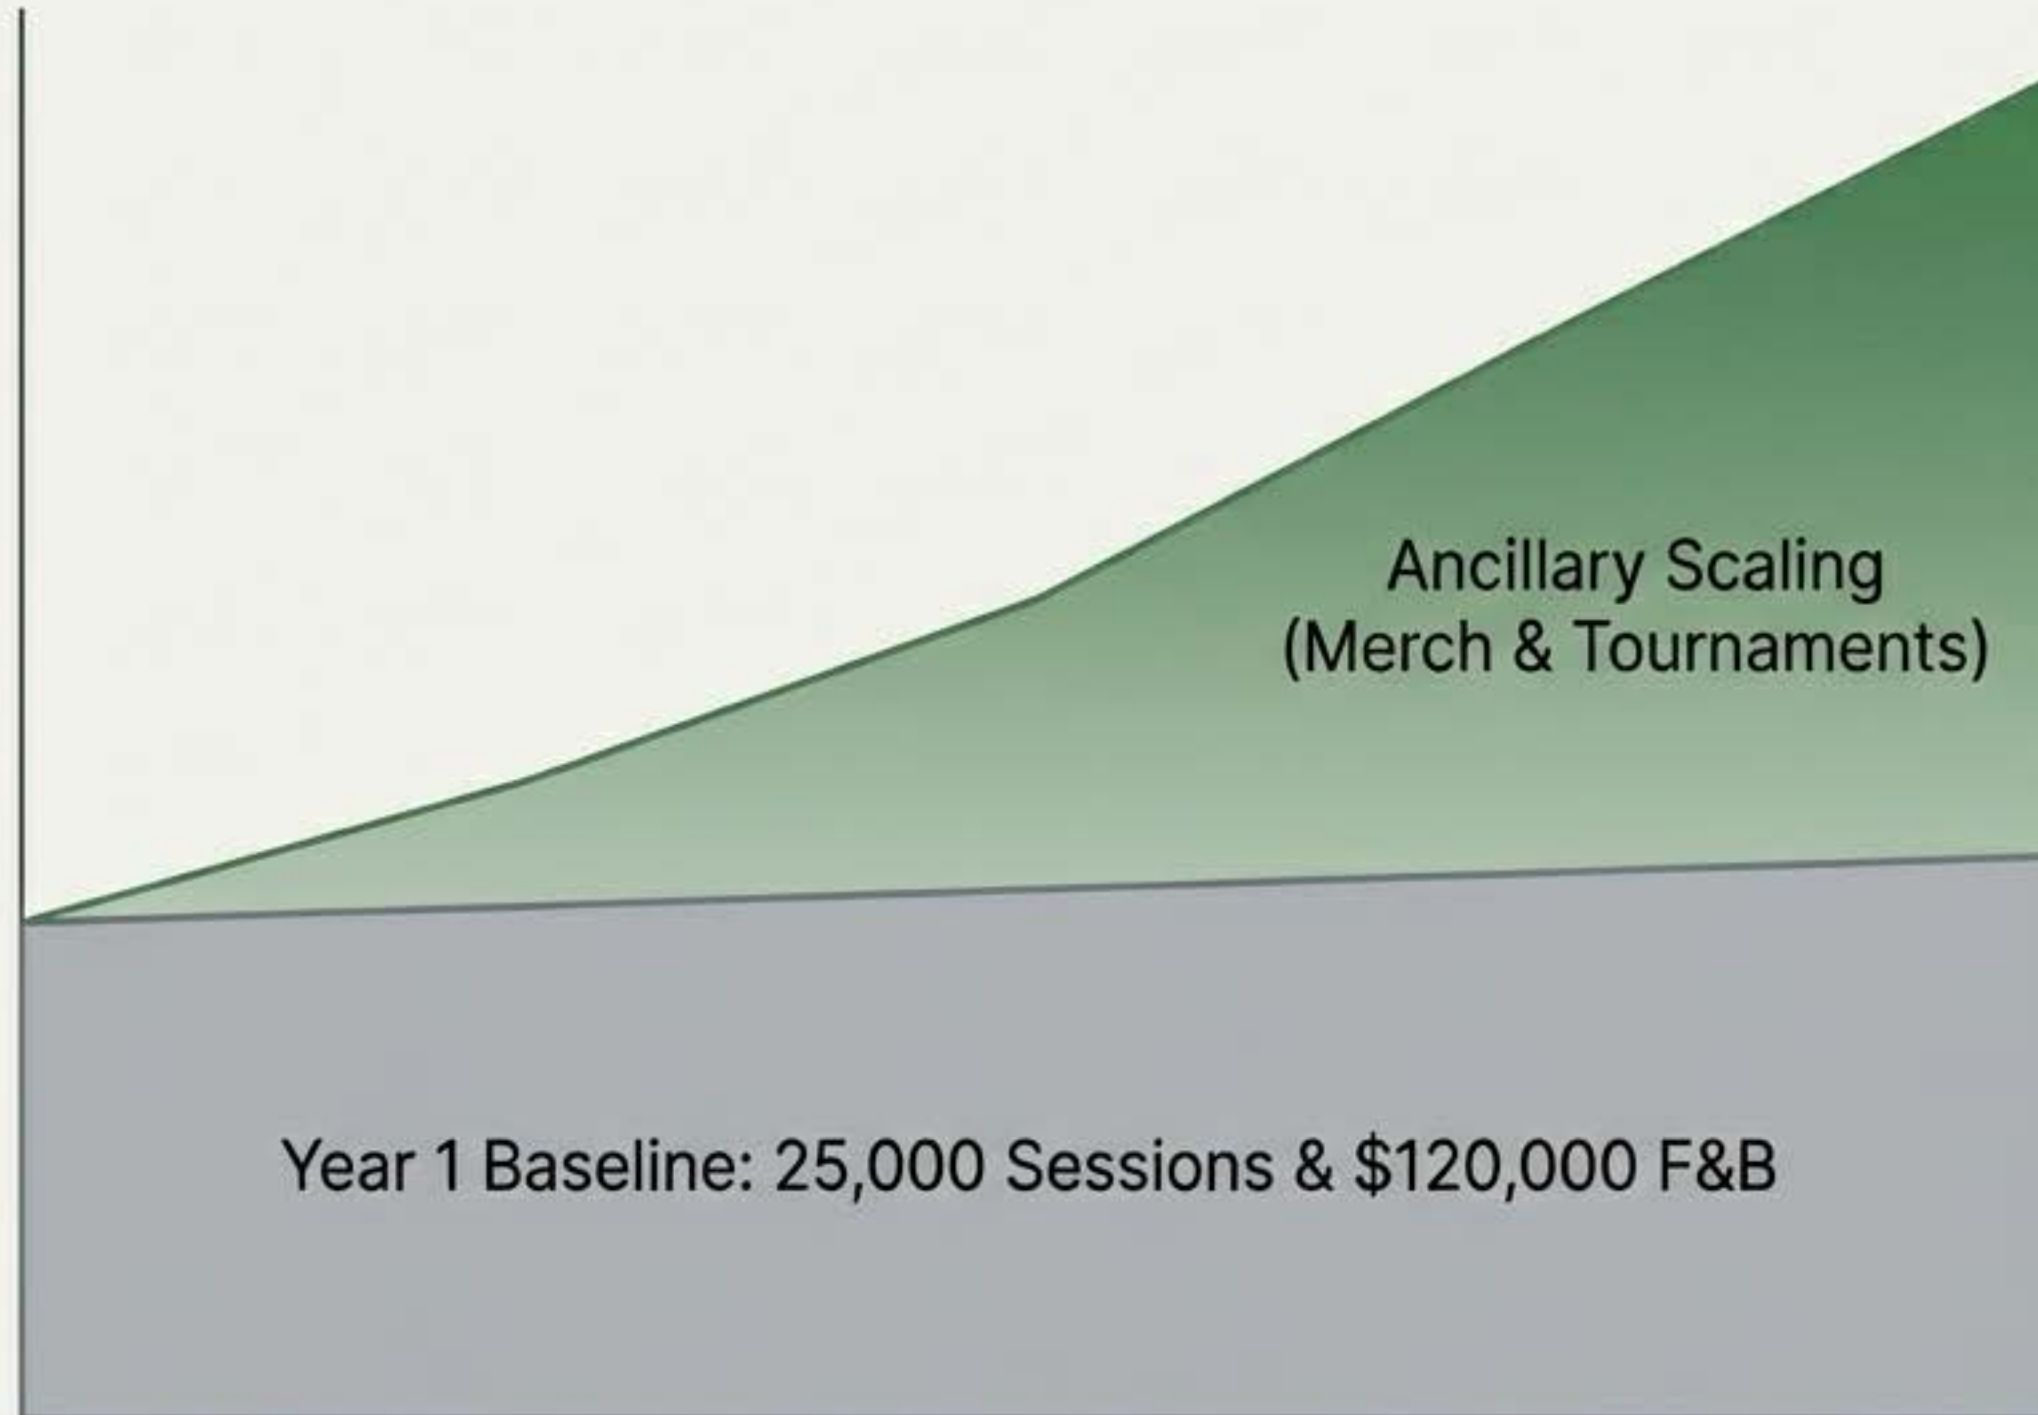 Ancillary Scaling
(Merch & Tournaments)
Year 1 Baseline: 25,000 Sessions & $120,000 F&B